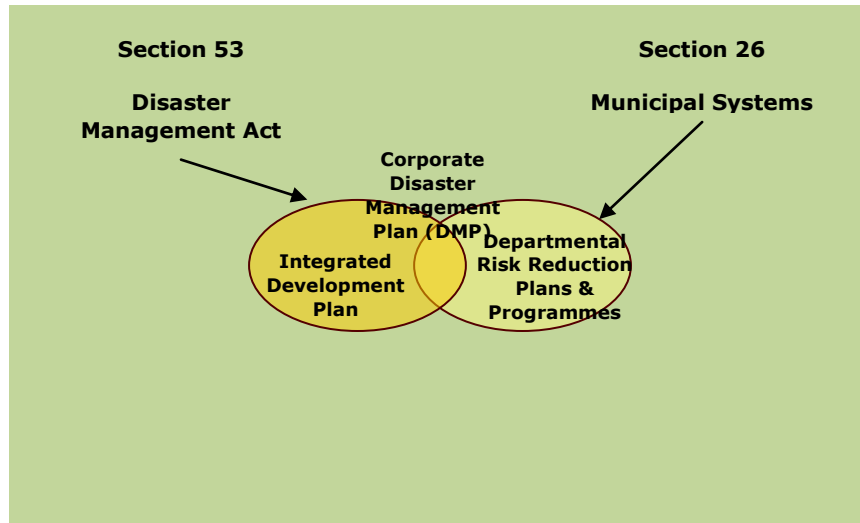 Section 53
Disaster
Management Act
Section 26
Municipal Systems
Corporate
Disaster
Management
Plan (DMP)
Integrated
Development
Plan
Departmental
Risk Reduction
Plans &
Programmes